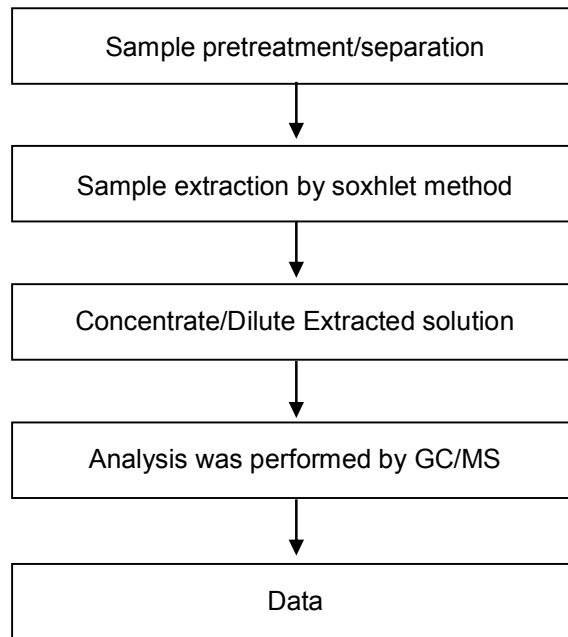 Sample pretreatment/separation
Sample extraction by soxhlet method
Concentrate/Dilute Extracted solution
Analysis was performed by GC/MS
Data